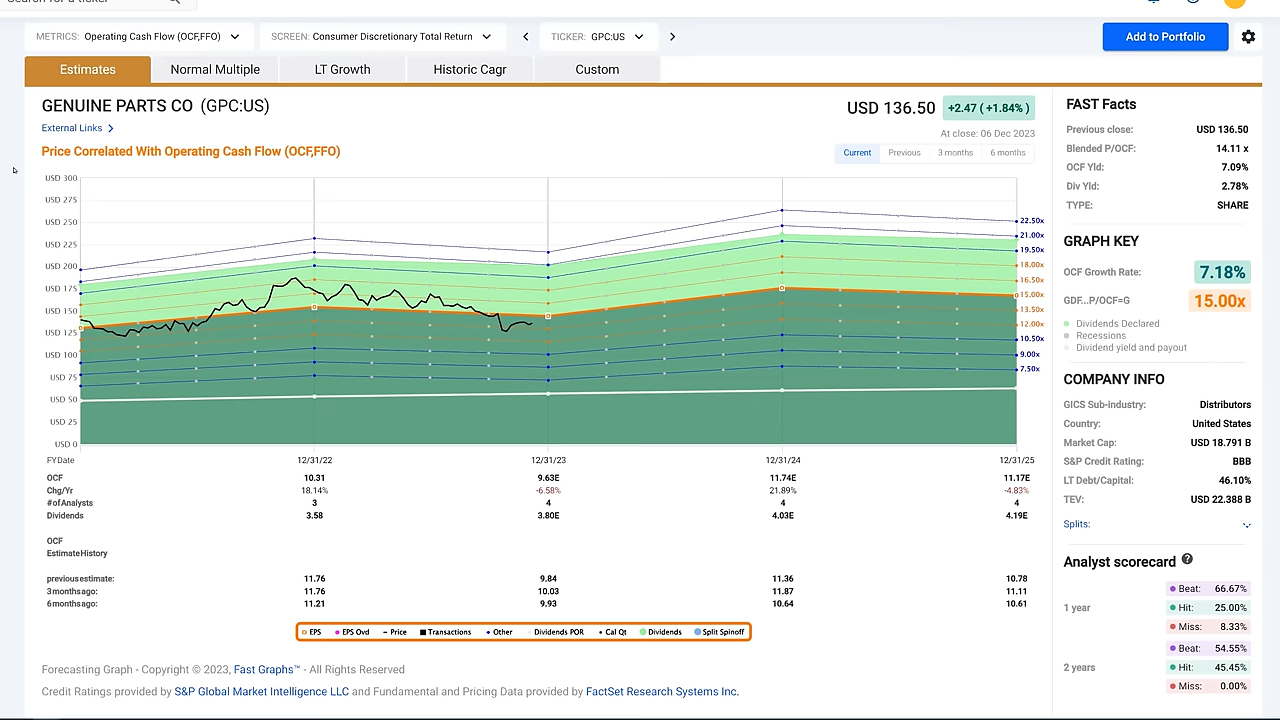 Search for a ticker
METRICS: Operating Cash Flow (OCF,FFO) SCREEN: Consumer Discretionary Total Return TICKER: GPC:US Add to Portfolio
Estimates Normal Multiple LT Growth Historic Cagr Custom
GENUINE PARTS CO (GPC:US)
USD 136.50 +2.47 ( +1.84% )
External Links
At close: 06 Dec 2023
Price Correlated With Operating Cash Flow (OCF,FFO)
Current Previous 3 months 6 months
USD 300
USD 275
USD 250
USD 225
USD 200
USD 175
USD 150
USD 125
USD 100
USD 75
USD 50
USD 25
USD 0
22.50x
21.00x
19.50x
18.00x
16.50x
15.00x
13.50x
12.00x
10.50x
9.00x
7.50x
FYDate 12/31/22 12/31/23 12/31/24 12/31/25
OCF 10.31 9.63E 11.74E 11.17E
Chg/Yr 18.14% -6.58% 21.89% -4.83%
#ofAnalysts 3 4 4 4
Dividends 3.58 3.80E 4.03E 4.19E
OCF
EstimateHistory
previousestimate: 11.76 9.84 11.36 10.78
3monthsago: 11.76 10.03 11.87 11.11
6monthsago: 11.21 9.93 10.64 10.61
EPS EPS Ovd Price Transactions Other Dividends POR Cal Qt Dividends Split Spinoff
Forecasting Graph - Copyright © 2023, Fast Graphs™ - All Rights Reserved
Credit Ratings provided by S&P Global Market Intelligence LLC and Fundamental and Pricing Data provided by FactSet Research Systems Inc.
FAST Facts
Previous close: USD 136.50
Blended P/OCF: 14.11 x
OCF Yld: 7.09%
Div Yld: 2.78%
TYPE: SHARE
GRAPH KEY
OCF Growth Rate: 7.18%
GDF...P/OCF=G 15.00x
Dividends Declared
Recessions
Dividend yield and payout
COMPANY INFO
GICS Sub-industry: Distributors
Country: United States
Market Cap: USD 18.791 B
S&P Credit Rating: BBB
LT Debt/Capital: 46.10%
TEV: USD 22.388 B
Splits:
Analyst scorecard ?
1 year
Beat: 66.67%
Hit: 25.00%
Miss: 8.33%
2 years
Beat: 54.55%
Hit: 45.45%
Miss: 0.00%